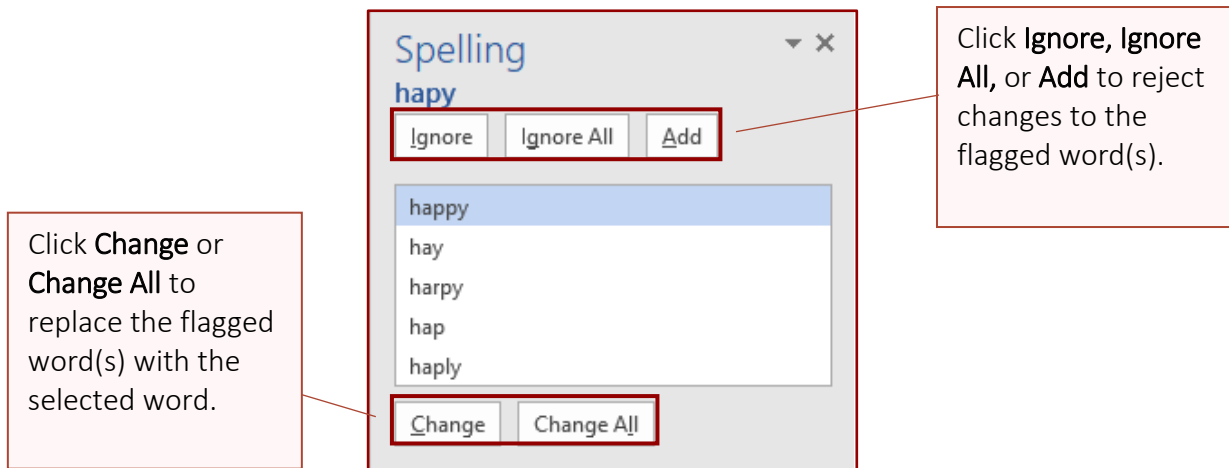 Spelling
hapy
Ignore Ignore All Add
happy
hay
harpy
hap
haply
Change Change All
Click Ignore, Ignore
All, or Add to reject
changes to the
flagged word(s).
Click Change or
Change All to
replace the flagged
word(s) with the
selected word.